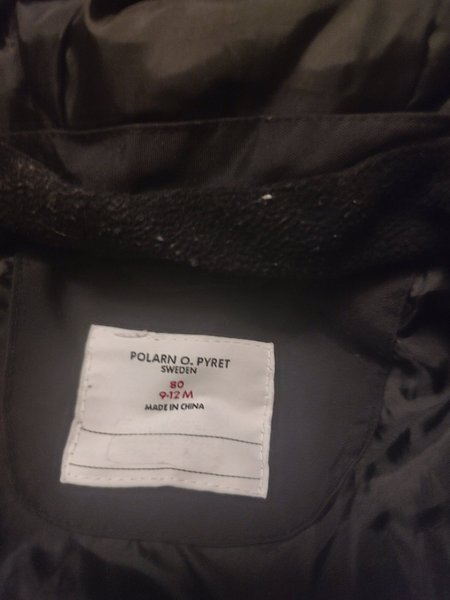 POLARN O. PYRET
SWEDEN
80
9-12 M
MADE IN CHINA